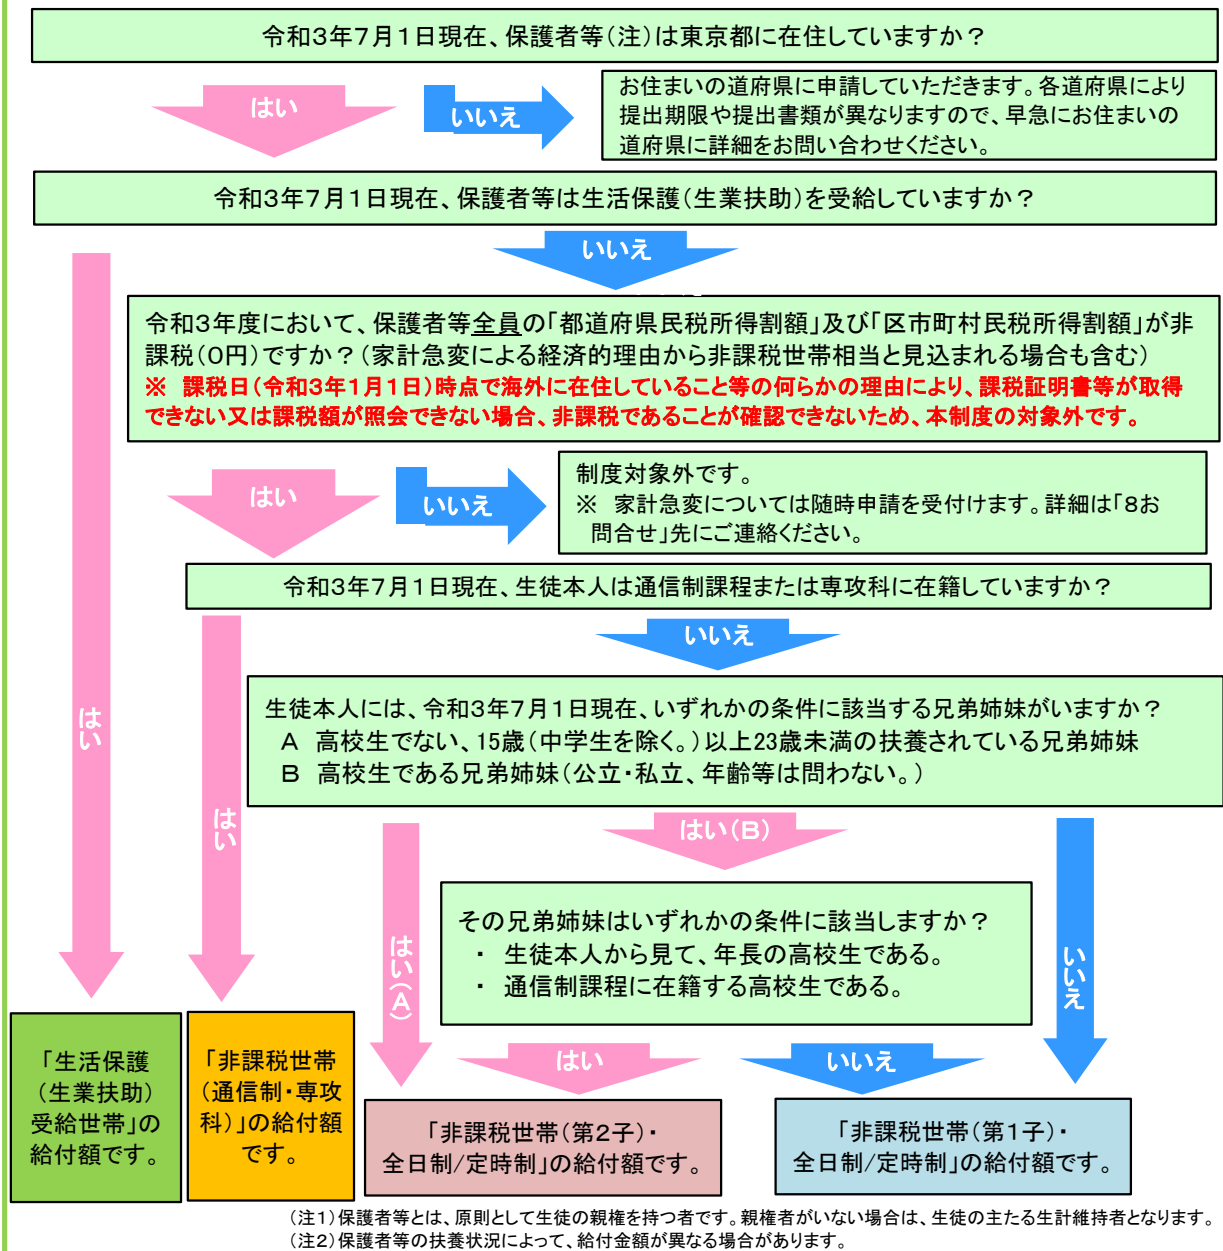 令和3年7月1日現在、保護者等(注)は東京都に在住していますか？
はい
いいえ
お住まいの道府県に申請していただきます。各道府県により
提出期限や提出書類が異なりますので、早急にお住まいの
道府県に詳細をお問い合わせください。
令和3年7月1日現在、保護者等は生活保護(生業扶助)を受給していますか？
いいえ
はい
令和3年度において、保護者等全員の「都道府県民税所得割額」及び「区市町村民税所得割額」が非
課税(0円)ですか？(家計急変による経済的理由から非課税世帯相当と見込まれる場合も含む)
※ 課税日(令和3年1月1日)時点で海外に在住していること等の何らかの理由により、課税証明書等が取得
できない又は課税額が照会できない場合、非課税であることが確認できないため、本制度の対象外です。
はい
いいえ
制度対象外です。
※ 家計急変については随時申請を受付けます。詳細は「8お
問合せ」先にご連絡ください。
令和3年7月1日現在、生徒本人は通信制課程または専攻科に在籍していますか？
いいえ
はい
生徒本人には、令和3年7月1日現在、いずれかの条件に該当する兄弟姉妹がいますか？
A 高校生でない、15歳(中学生を除く。)以上23歳未満の扶養されている兄弟姉妹
B 高校生である兄弟姉妹(公立・私立、年齢等は問わない。)
はい(B)
はい(A)
いいえ
その兄弟姉妹はいずれかの条件に該当しますか？
・ 生徒本人から見て、年長の高校生である。
・ 通信制課程に在籍する高校生である。
はい
いいえ
「生活保護
(生業扶助)
受給世帯」の
給付額です。
「非課税世帯
(通信制・専攻
科)」の給付額
です。
「非課税世帯(第2子)・
全日制/定時制」の給付額です。
「非課税世帯(第1子)・
全日制/定時制」の給付額です。
(注1)保護者等とは、原則として生徒の親権を持つ者です。親権者がいない場合は、生徒の主たる生計維持者となります。
(注2)保護者等の扶養状況によって、給付金額が異なる場合があります。